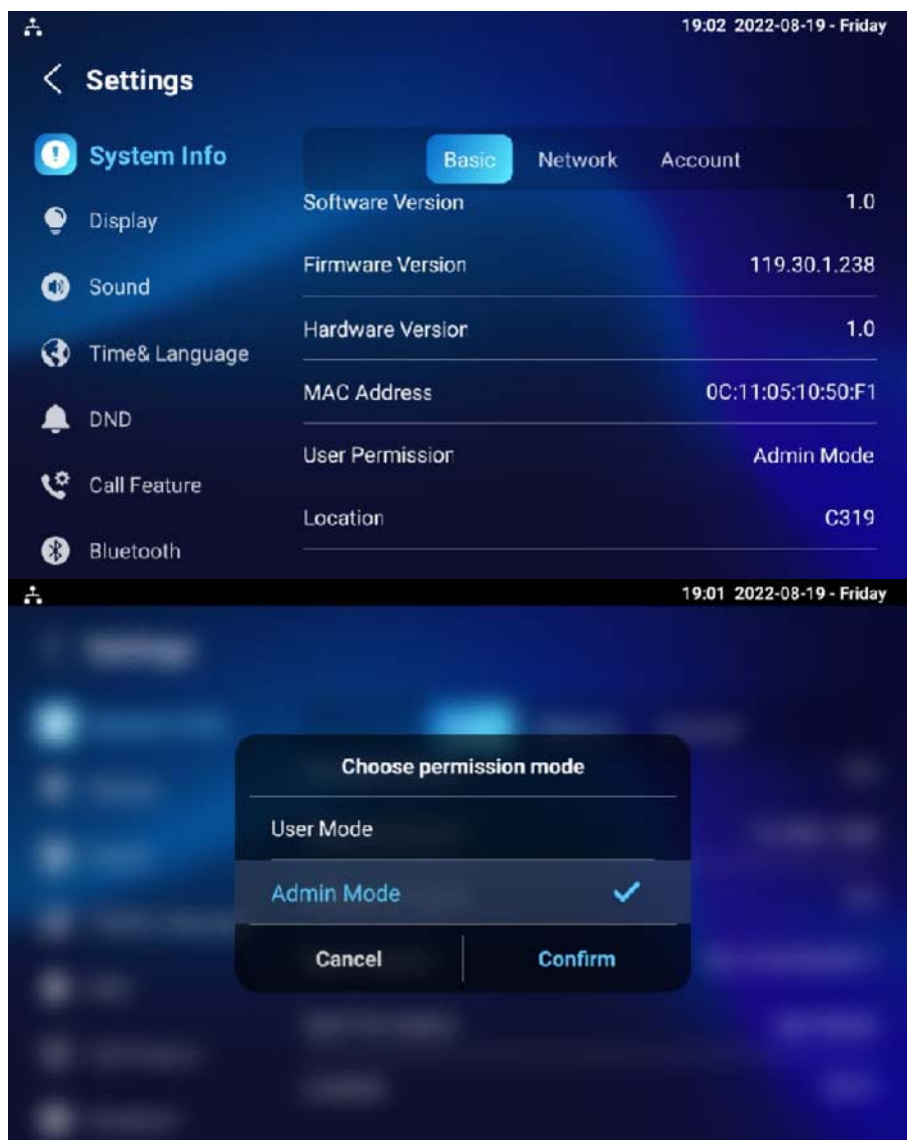 19:02 2022-08-19 - Friday
Settings
System Info
Basic Network Account
Software Version 1.0
Display
Firmware Version 119.30.1.238
Sound
Hardware Version 1.0
Time& Language
MAC Address 0C:11:05:10:50:F1
DND
User Permission Admin Mode
Call Feature
Location C319
Bluetooth
19:01 2022-08-19 - Friday
Choose permission mode
User Mode
Admin Mode
Cancel Confirm